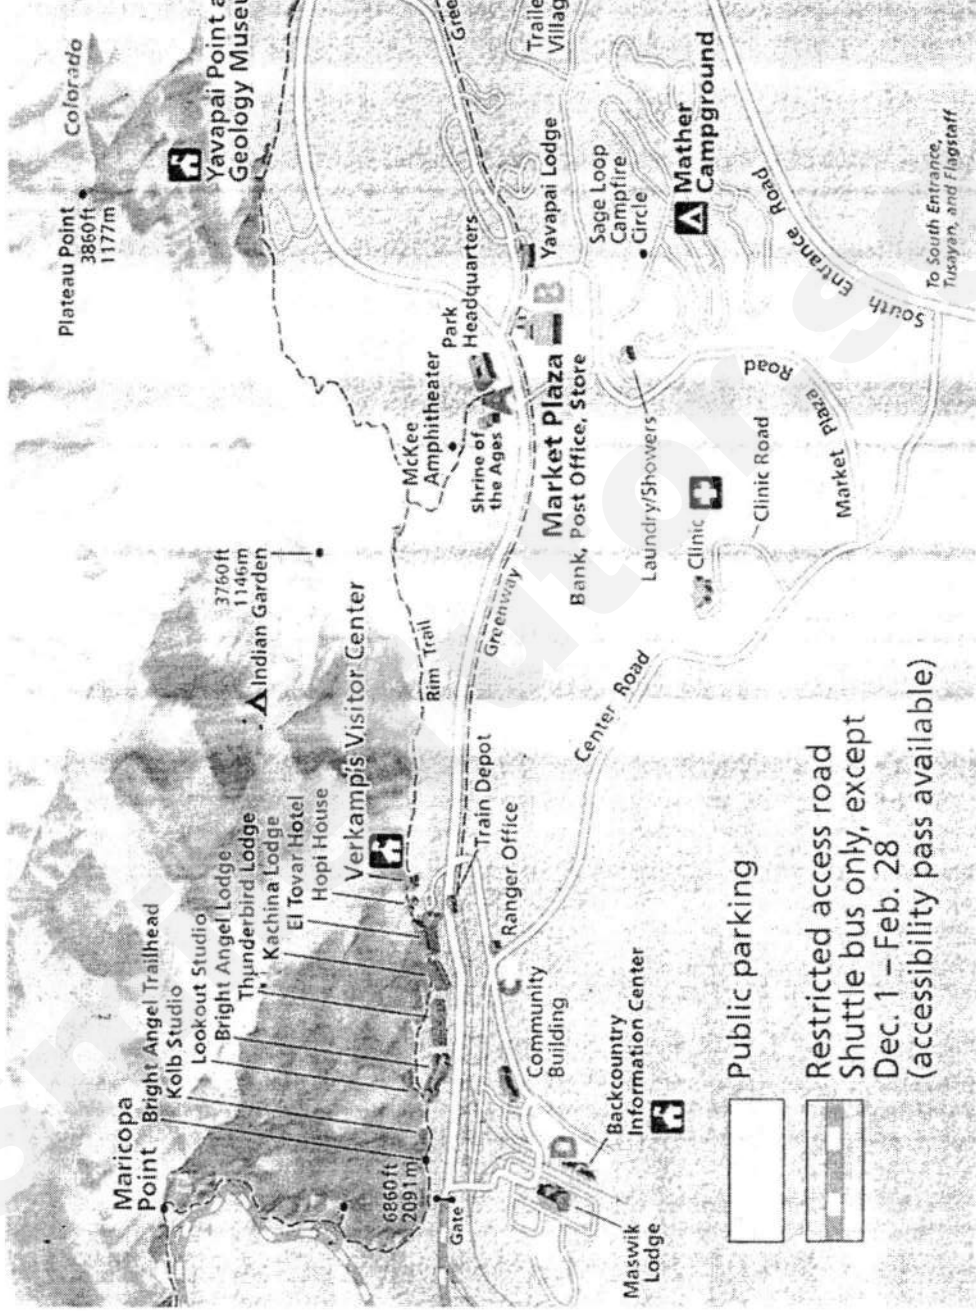 Maricopa
Point
Bright Angel Trailhead
Kolb Studio
Lookout Studio
Bright Angel Lodge
Thunderbird Lodge
Kachina Lodge
El Tovar Hotel
Hopi House
Verkamp's Visitor Center
Indian Garden
3760ft
1146m
Plateau Point
3860ft
1177m
Colorado
Yavapai Point a
Geology Museu
6860ft
2091m
Gate
Rim Trail
McKee
Amphitheater
Shrine of
the Ages
Park
Headquarters
A
Gree
Greenway
Train Depot
Ranger Office
C
Community
Building
Center Road
Market Plaza
Bank, Post Office, Store
B
Yavapai Lodge
Traile
Villag
Sage Loop
Campfire
Circle
Mather
Campground
Laundry/Showers
Clinic
Clinic Road
Market Plaza Road
South Entrance Road
To South Entrance,
Tusayan, and Flagstaff
D
Backcountry
Information Center
Maswik
Lodge
Public parking
Restricted access road
Shuttle bus only, except
Dec. 1 – Feb. 28
(accessibility pass available)